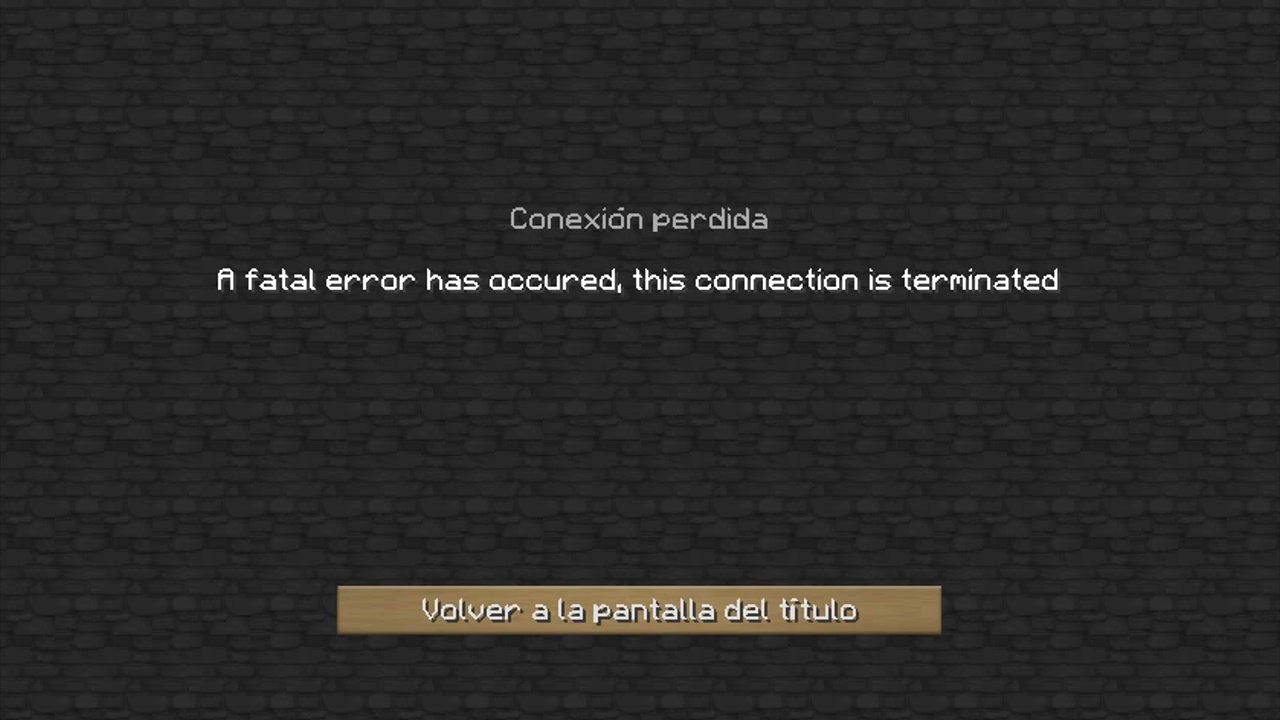 Conexión perdida
A fatal error has occured, this connection is terminated
Volver a la pantalla del título